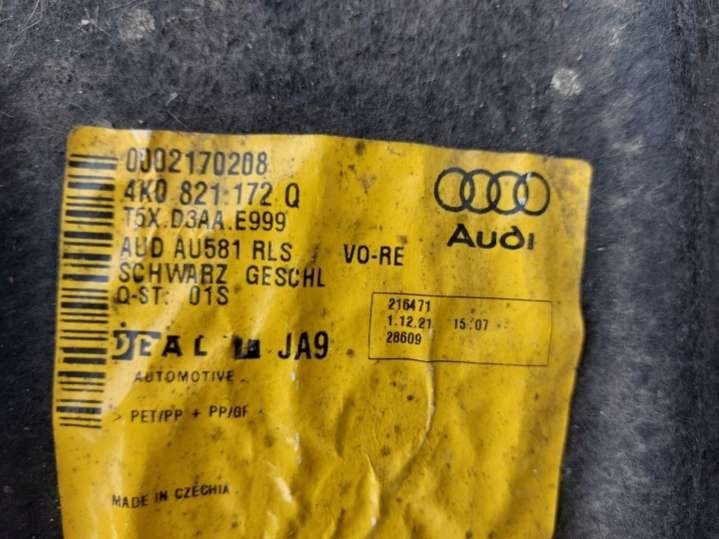 0002170208
4K0 821.172 Q
T5X.D3AA.E999
AUD AU581 RLS VO-RE
SCHWARZ GESCHL
Q-ST: 01S
Audi
216471
1.12.21 15:07
28609
JA9
AUTOMOTIVE
> PET/PP + PP/GF
MADE IN CZECHIA